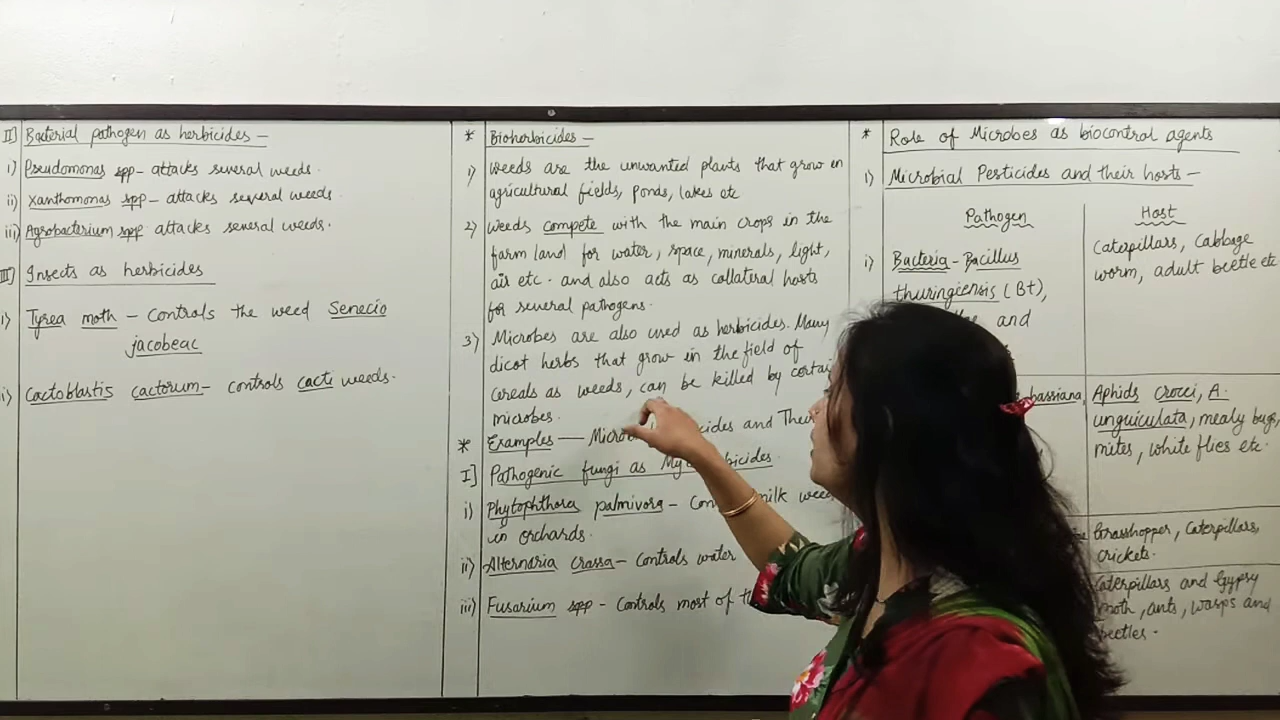 II] Bacterial pathogen as herbicides –
i) Pseudomonas spp – attacks several weeds.
ii) Xanthomonas spp – attacks several weeds.
iii) Agrobacterium spp attacks several weeds.
III] Insects as herbicides
i) Tyrea moth – controls the weed Senecio
jacobeac
ii) Cactoblastis cactorum – controls cacti weeds.
* Bioherbicides –
1) Weeds are the unwanted plants that grow in
agricultural fields, ponds, lakes etc
2) Weeds compete with the main crops in the
farm land for water, space, minerals, light,
air etc. and also acts as collateral hosts
for several pathogens.
3) Microbes are also used as herbicides. Many
dicot herbs that grow in the field of
cereals as weeds, can be killed by certain
microbes.
* Examples — and Their
I] Pathogenic fungi as
i) Phytophthora palmivora – milk weed
in orchards.
ii) Alternaria crassa – Controls water
iii) Fusarium spp – Controls most of
* Role of Microbes as biocontrol agents
1) Microbial Pesticides and their hosts –
Pathogen Host
i) Bacteria – Bacillus
thuringiensis (Bt),
and
Caterpillars, Cabbage
worm, adult beetle etc
bassiana,
Aphids crocci, A.
unguiculata, mealy bugs,
mites, white flies etc.
Grasshopper, Caterpillars,
crickets.
Caterpillars and Gypsy
moth, ants, wasps and
beetles.